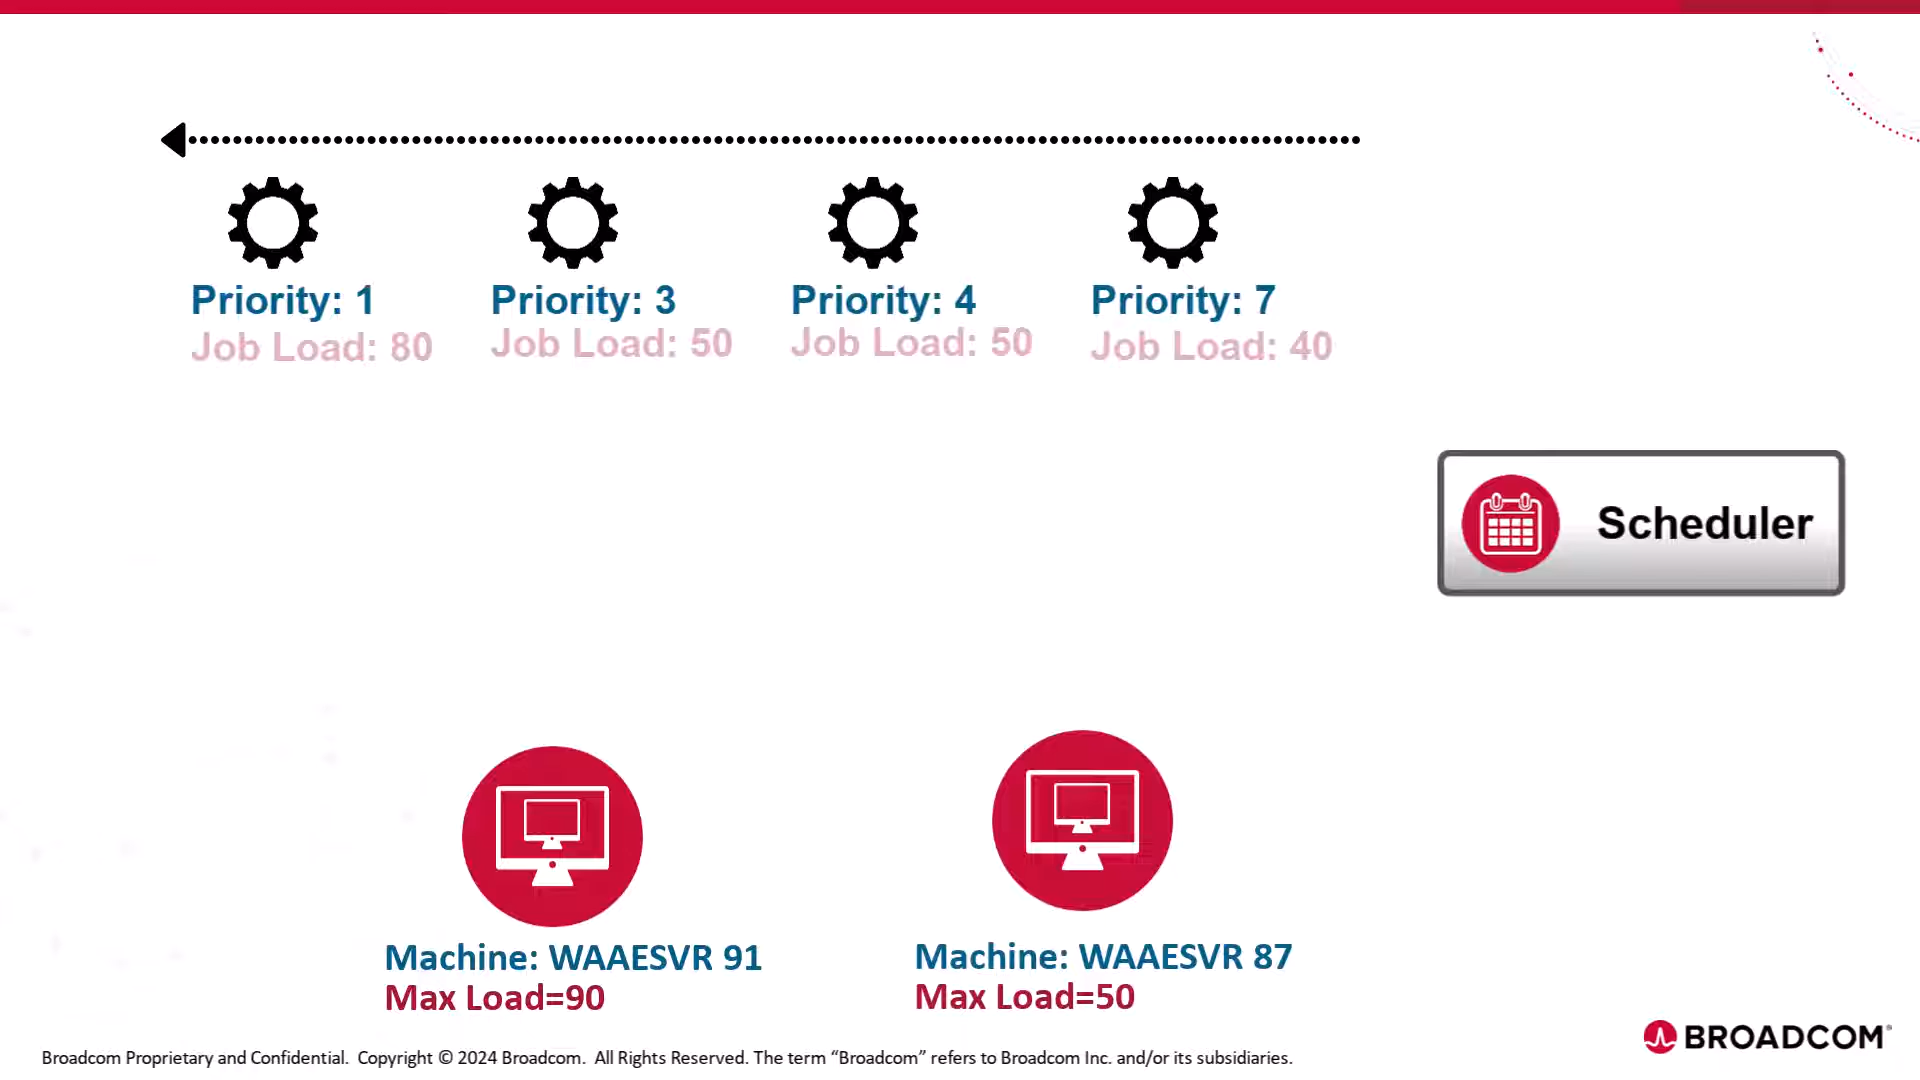 Priority: 1
Job Load: 80
Priority: 3
Job Load: 50
Priority: 4
Job Load: 50
Priority: 7
Job Load: 40
Scheduler
Machine: WAAESVR 91
Max Load=90
Machine: WAAESVR 87
Max Load=50
BROADCOM®
Broadcom Proprietary and Confidential. Copyright © 2024 Broadcom. All Rights Reserved. The term “Broadcom” refers to Broadcom Inc. and/or its subsidiaries.